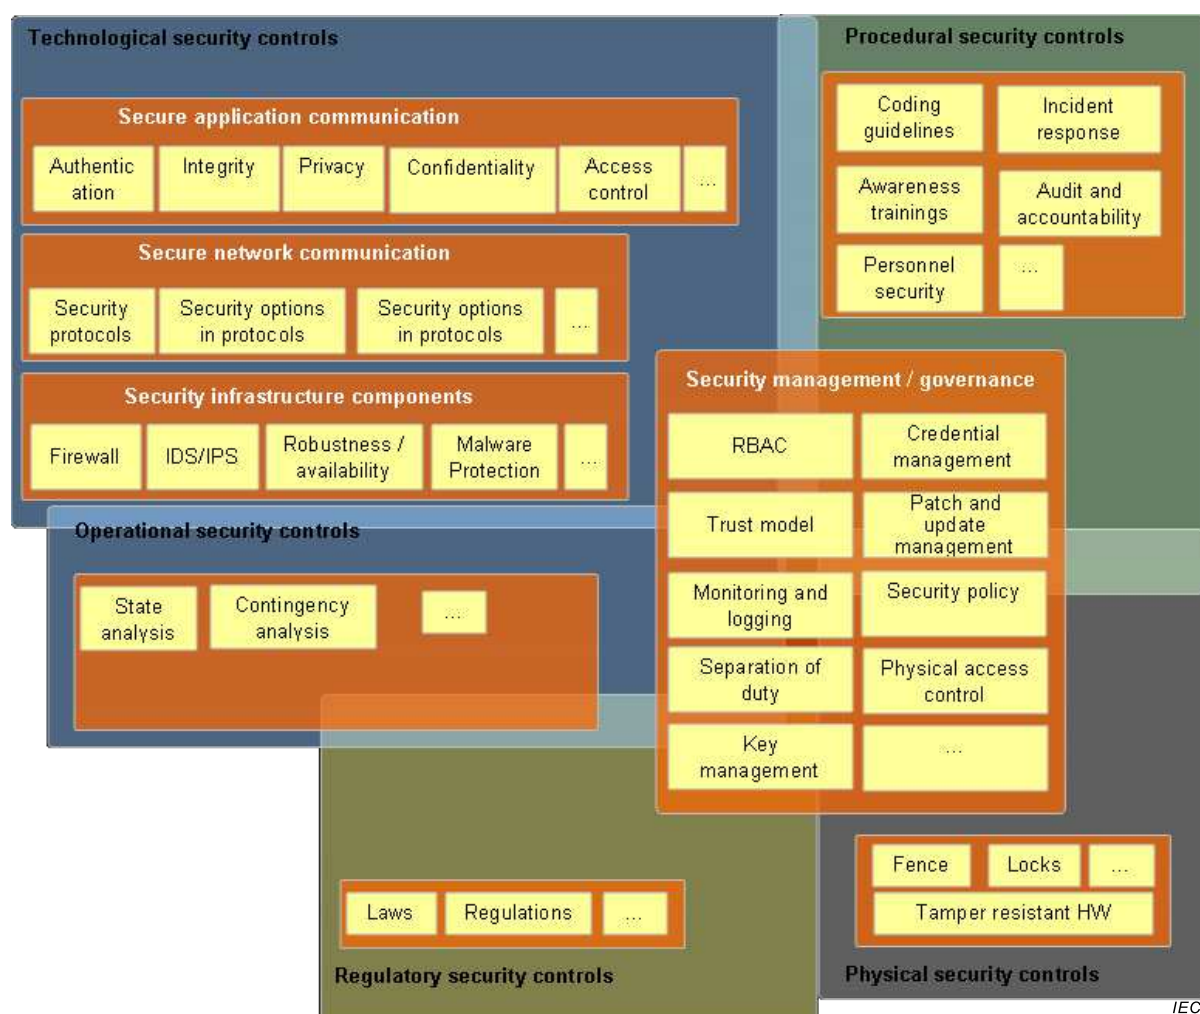 Technological security controls
Secure application communication
Authentic
ation
Integrity
Privacy
Confidentiality
Access
control
...
Secure network communication
Security
protocols
Security options
in protocols
Security options
in protocols
...
Security infrastructure components
Firewall
IDS/IPS
Robustness /
availability
Malware
Protection
...
Procedural security controls
Coding
guidelines
Incident
response
Awareness
trainings
Audit and
accountability
Personnel
security
...
Security management / governance
RBAC
Credential
management
Trust model
Patch and
update
management
Monitoring and
logging
Security policy
Separation of
duty
Physical access
control
Key
management
...
Operational security controls
State
analysis
Contingency
analysis
...
Laws
Regulations
...
Regulatory security controls
Fence
Locks
...
Tamper resistant HW
Physical security controls
IEC